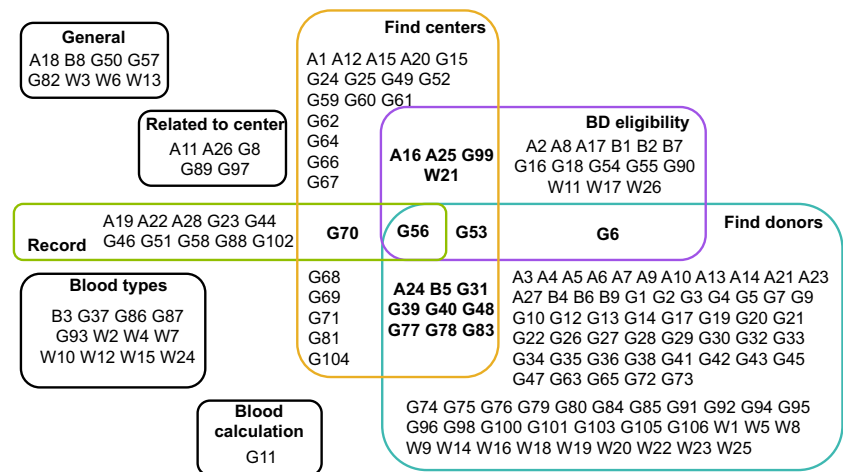 General
A18 B8 G50 G57
G82 W3 W6 W13
Find centers
A1 A12 A15 A20 G15
G24 G25 G49 G52
G59 G60 G61
G62
G64
G66
G67
Related to center
A11 A26 G8
G89 G97
BD eligibility
A16 A25 G99
W21
A2 A8 A17 B1 B2 B7
G16 G18 G54 G55 G90
W11 W17 W26
Record
A19 A22 A28 G23 G44
G46 G51 G58 G88 G102
G70
G56
G53
G6
Find donors
Blood types
B3 G37 G86 G87
G93 W2 W4 W7
W10 W12 W15 W24
G68
G69
G71
G81
G104
A24 B5 G31
G39 G40 G48
G77 G78 G83
A3 A4 A5 A6 A7 A9 A10 A13 A14 A21 A23
A27 B4 B6 B9 G1 G2 G3 G4 G5 G7 G9
G10 G12 G13 G14 G17 G19 G20 G21
G22 G26 G27 G28 G29 G30 G32 G33
G34 G35 G36 G38 G41 G42 G43 G45
G47 G63 G65 G72 G73
G74 G75 G76 G79 G80 G84 G85 G91 G92 G94 G95
G96 G98 G100 G101 G103 G105 G106 W1 W5 W8
W9 W14 W16 W18 W19 W20 W22 W23 W25
Blood
calculation
G11